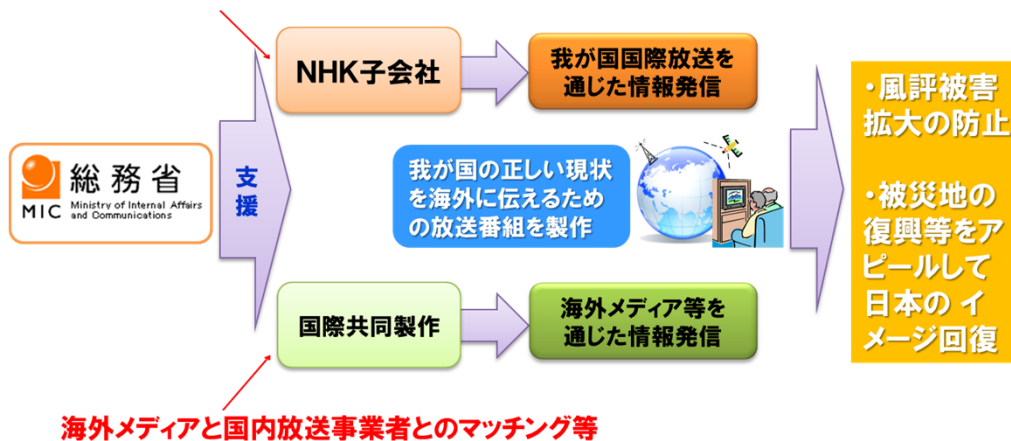 NHK子会社
我が国国際放送を
通じた情報発信
総務省
MIC
Ministry of Internal Affairs
and Communications
支
援
我が国の正しい現状
を海外に伝えるため
の放送番組を製作
国際共同製作
海外メディア等を
通じた情報発信
・風評被害
拡大の防止
・被災地の
復興等をア
ピールして
日本の イ
メージ回復
海外メディアと国内放送事業者とのマッチング等